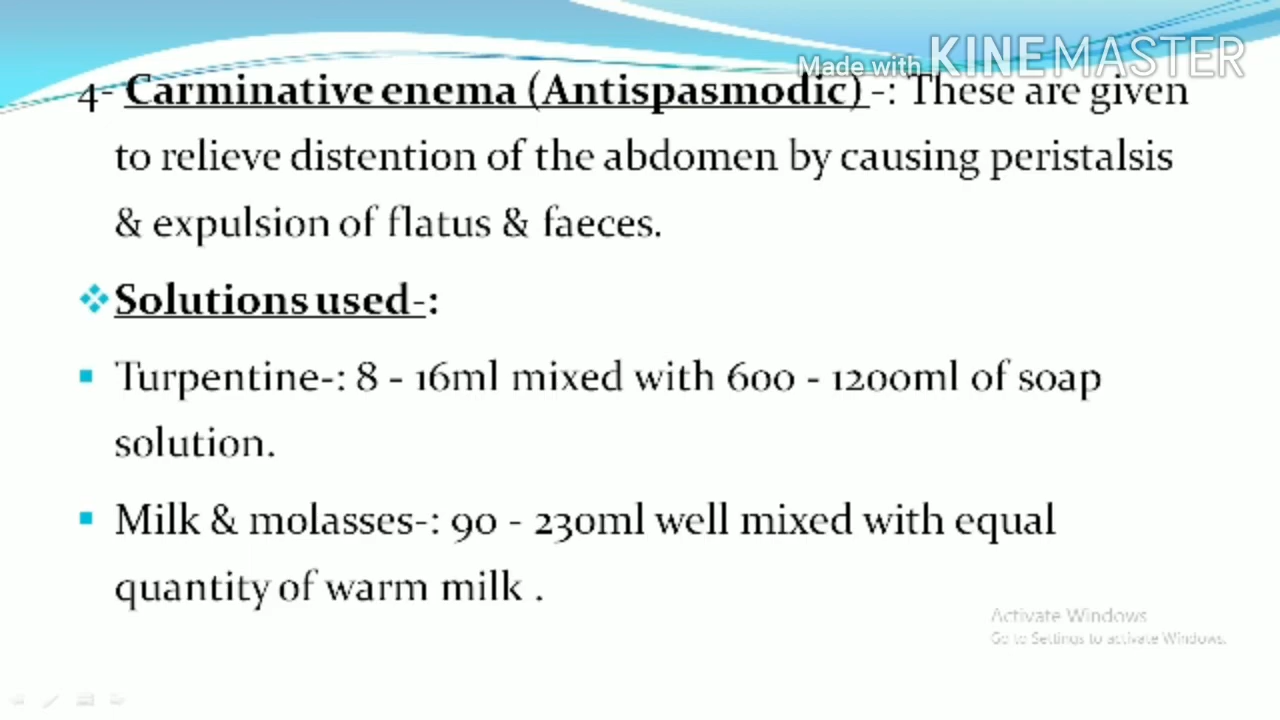 Made with KINEMASTER
4- Carminative enema (Antispasmodic) -: These are given
to relieve distention of the abdomen by causing peristalsis
& expulsion of flatus & faeces.
❖Solutions used-:
▪ Turpentine-: 8 - 16ml mixed with 600 - 1200ml of soap
solution.
▪ Milk & molasses-: 90 - 230ml well mixed with equal
quantity of warm milk .
Activate Windows
Go to Settings to activate Windows.